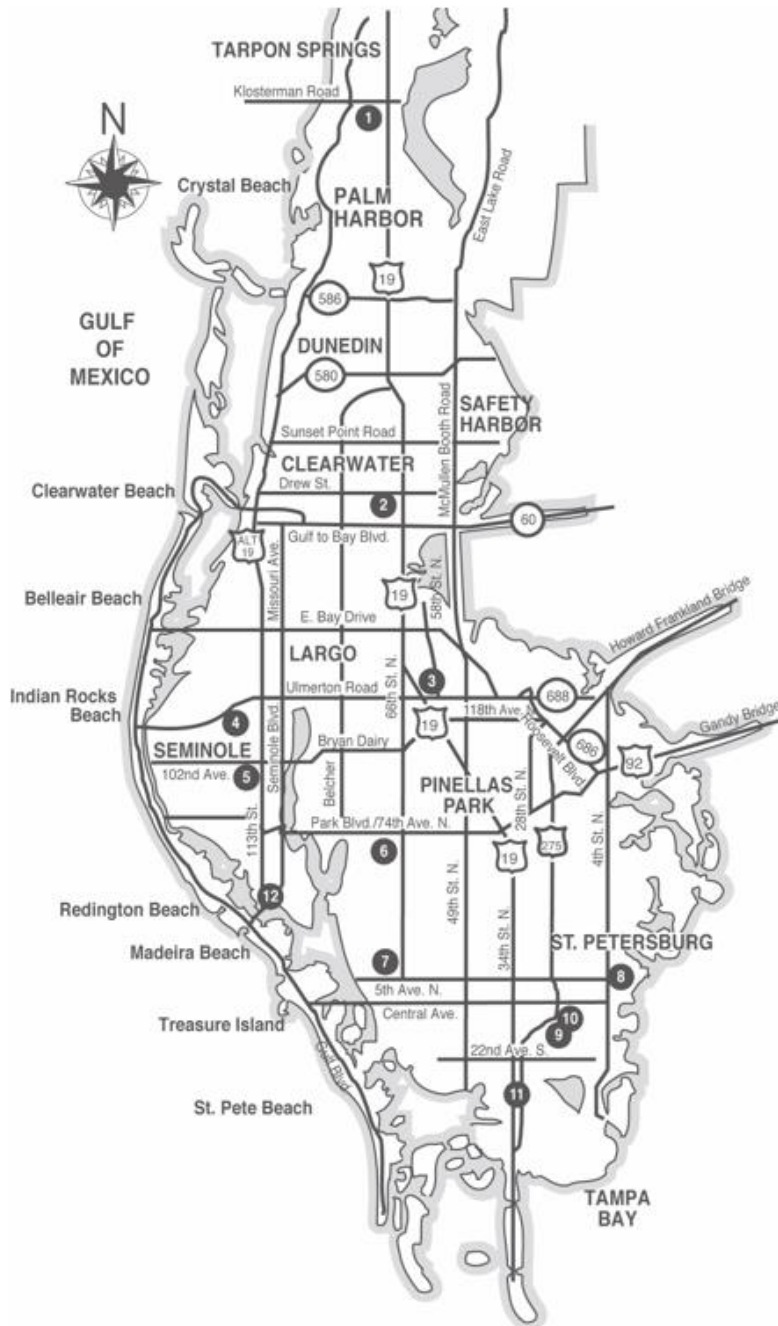 TARPON SPRINGS
Klosterman Road
1
N
Crystal Beach
PALM
HARBOR
East Lake Road
19
586
GULF
OF
MEXICO
DUNEDIN
580
McMullen Booth Road
SAFETY
HARBOR
Sunset Point Road
CLEARWATER
Clearwater Beach
Drew St.
2
60
ALT
19
Gulf to Bay Blvd.
Missouri Ave.
19
58th St. N.
Belleair Beach
E. Bay Drive
Howard Frankland Bridge
LARGO
66th St. N.
3
Indian Rocks
Beach
Ulmerton Road
688
4
19
118th Ave.
Roosevelt Blvd.
686
Gandy Bridge
SEMINOLE
Seminole Blvd.
Bryan Dairy
92
102nd Ave.
5
Belcher
PINELLAS
PARK
28th St. N.
113th St.
Park Blvd./74th Ave. N.
4th St. N.
6
19
275
49th St. N.
34th St. N.
12
Redington Beach
Madeira Beach
ST. PETERSBURG
7
8
5th Ave. N.
Treasure Island
Central Ave.
10
9
Gulf Blvd.
22nd Ave. S.
St. Pete Beach
11
TAMPA
BAY